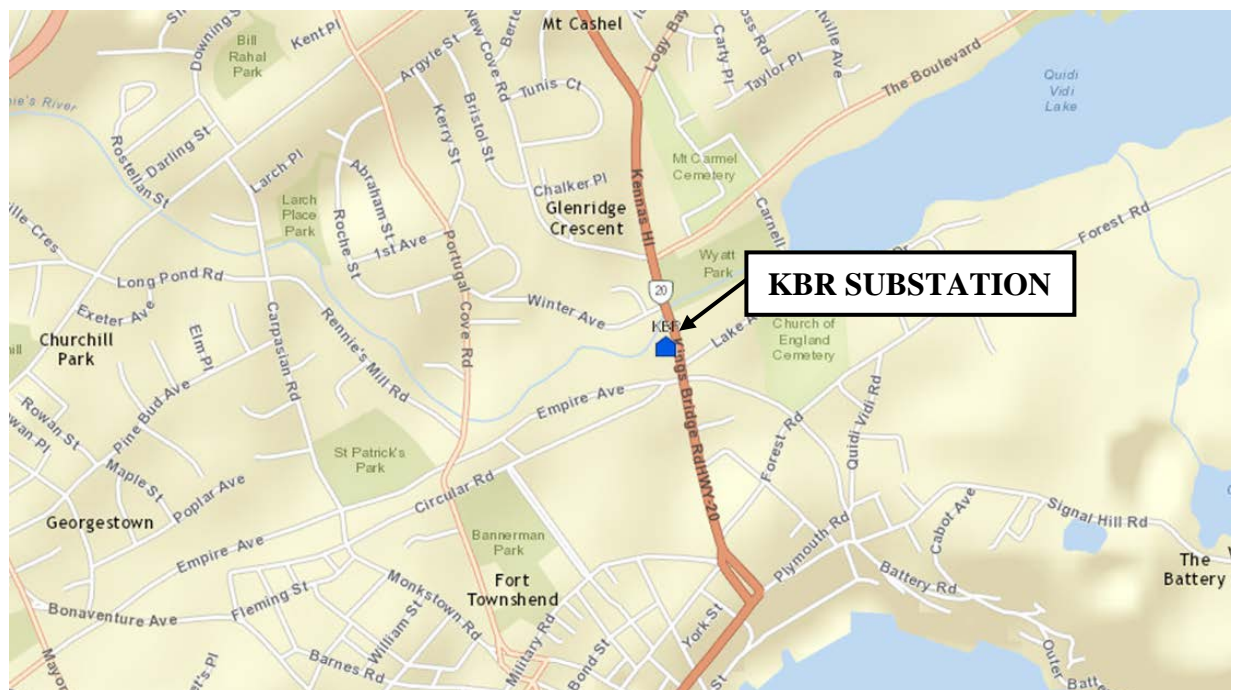 Mt Cashel
Bill
Rahal
Park
Kent Pl
Downing St
Argyle St
New Cove Rd
Logy Bay
Carty Pl
Taylor Pl
The Boulevard
Quidi
Vidi
Lake
Tunis Ct
Kerry St
Bristol St
Darling St
Rostellan St
Larch Pl
Abraham St
Mt Carmel
Cemetery
Chalker Pl
Kennas Hl
Larch
Place
Park
Glenridge
Crescent
Carnell
Forest Rd
Roche St
1st Ave
Portugal Cove Rd
Wyatt
Park
Long Pond Rd
KBR SUBSTATION
20
Exeter Ave
Winter Ave
Churchill
Park
Elm Pl
Carpasian Rd
Rennie's Mill Rd
Church of
England
Cemetery
Kings Bridge Rd
HWY-20
Pine Bud Ave
Empire Ave
Rowan St
St Patrick's
Park
Forest Rd
Quidi Vidi Rd
Maple St
Poplar Ave
Circular Rd
Georgestown
Signal Hill Rd
Cabot Ave
Plymouth Rd
Bannerman
Park
Empire Ave
The
Battery
Fort
Townshend
Battery Rd
Monkstown Rd
Fleming St
Bonaventure Ave
William St
Military Rd
York St
Bond St
Barnes Rd
Outer Batt